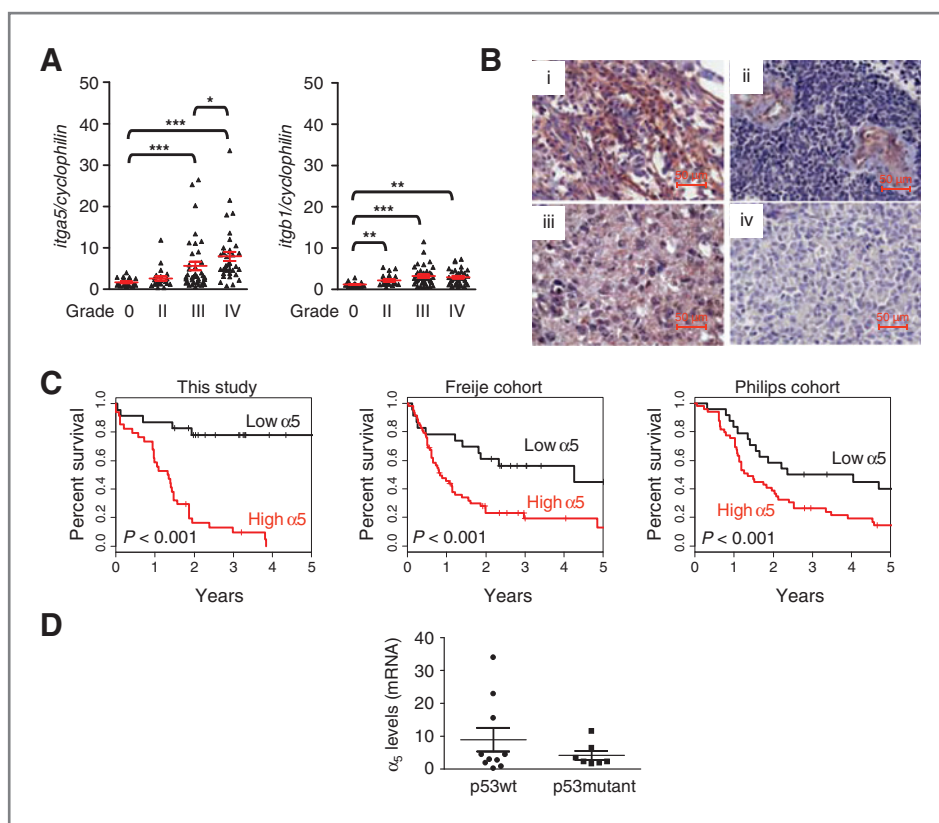 A
50
40
30
20
10
0
itga5/cyclophilin
***
***
*
Grade 0 II III IV
50
40
30
20
10
0
itgb1/cyclophilin
**
***
**
Grade 0 II III IV
B
i
50 μm
ii
50 μm
iii
50 μm
iv
50 μm
C
This study
Percent survival
1.0
0.8
0.6
0.4
0.2
0.0
Low α5
High α5
P < 0.001
0 1 2 3 4 5
Years
Freije cohort
Percent survival
1.0
0.8
0.6
0.4
0.2
0.0
Low α5
High α5
P < 0.001
0 1 2 3 4 5
Years
Philips cohort
Percent survival
1.0
0.8
0.6
0.4
0.2
0.0
Low α5
High α5
P < 0.001
0 1 2 3 4 5
Years
D
α5 levels (mRNA)
40
30
20
10
0
p53wt p53mutant